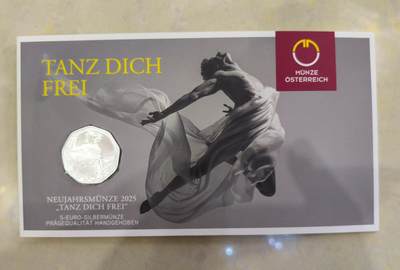 TANZ DICH
FREI
MÜNZE
ÖSTERREICH
NEUJAHRSMÜNZE 2025
„TANZ DICH FREI”
5-EURO-SILBERMÜNZE
PRÄGEQUALITÄT HANDGEHOBEN